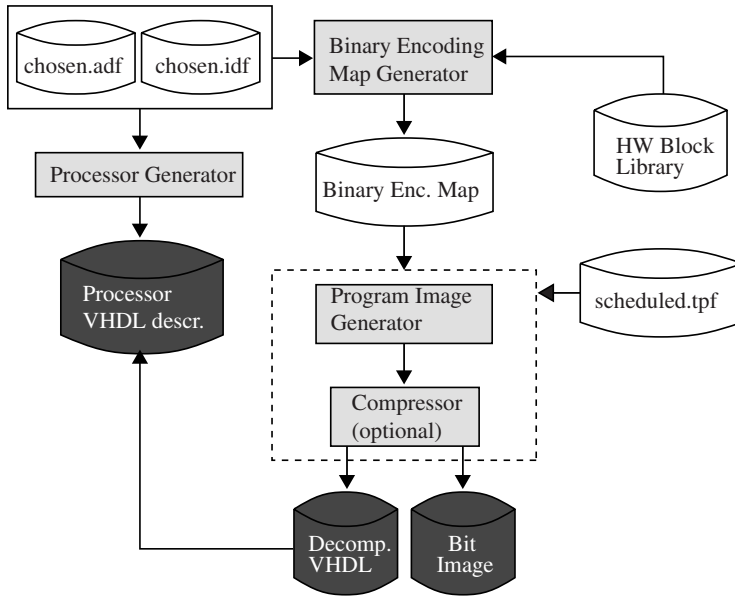 chosen.adf
chosen.idf
Binary Encoding
Map Generator
HW Block
Library
Processor Generator
Binary Enc. Map
Processor
VHDL descr.
Program Image
Generator
scheduled.tpf
Compressor
(optional)
Decomp.
VHDL
Bit
Image